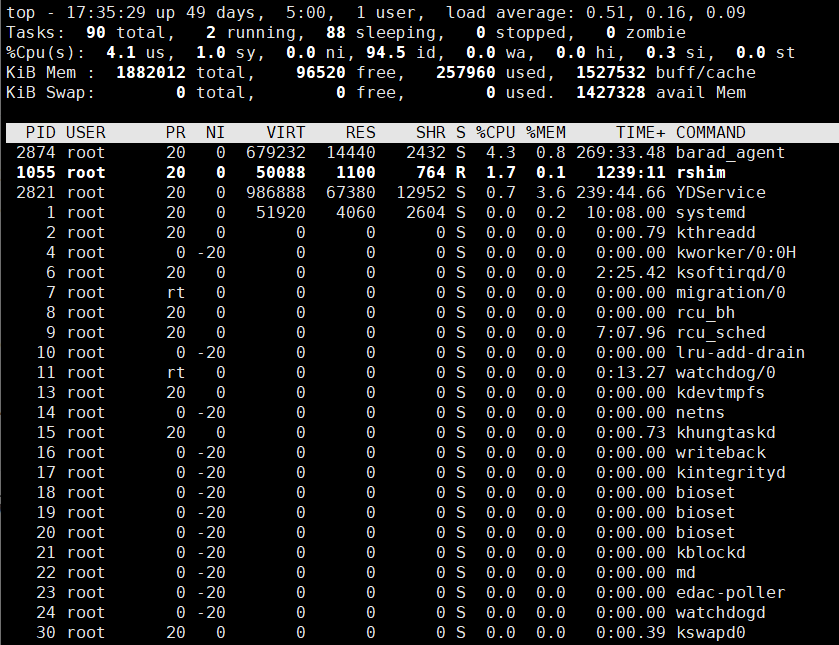 top - 17:35:29 up 49 days,  5:00,  1 user,  load average: 0.51, 0.16, 0.09
Tasks:  90 total,   2 running,  88 sleeping,   0 stopped,   0 zombie
%Cpu(s):  4.1 us,  1.0 sy,  0.0 ni, 94.5 id,  0.0 wa,  0.0 hi,  0.3 si,  0.0 st
KiB Mem :  1882012 total,    96520 free,   257960 used,  1527532 buff/cache
KiB Swap:        0 total,        0 free,        0 used.  1427328 avail Mem
PID USER      PR  NI    VIRT    RES    SHR S %CPU %MEM     TIME+ COMMAND
2874 root      20   0  679232  14440   2432 S  4.3  0.8 269:33.48 barad_agent
1055 root      20   0   50088   1100    764 R  1.7  0.1   1239:11 rshim
2821 root      20   0  986888  67380  12952 S  0.7  3.6 239:44.66 YDService
1 root      20   0   51920   4060   2604 S  0.0  0.2  10:08.00 systemd
2 root      20   0       0      0      0 S  0.0  0.0   0:00.79 kthreadd
4 root       0 -20       0      0      0 S  0.0  0.0   0:00.00 kworker/0:0H
6 root      20   0       0      0      0 S  0.0  0.0   2:25.42 ksoftirqd/0
7 root      rt   0       0      0      0 S  0.0  0.0   0:00.00 migration/0
8 root      20   0       0      0      0 S  0.0  0.0   0:00.00 rcu_bh
9 root      20   0       0      0      0 S  0.0  0.0   7:07.96 rcu_sched
10 root       0 -20       0      0      0 S  0.0  0.0   0:00.00 lru-add-drain
11 root      rt   0       0      0      0 S  0.0  0.0   0:13.27 watchdog/0
13 root      20   0       0      0      0 S  0.0  0.0   0:00.00 kdevtmpfs
14 root       0 -20       0      0      0 S  0.0  0.0   0:00.00 netns
15 root      20   0       0      0      0 S  0.0  0.0   0:00.73 khungtaskd
16 root       0 -20       0      0      0 S  0.0  0.0   0:00.00 writeback
17 root       0 -20       0      0      0 S  0.0  0.0   0:00.00 kintegrityd
18 root       0 -20       0      0      0 S  0.0  0.0   0:00.00 bioset
19 root       0 -20       0      0      0 S  0.0  0.0   0:00.00 bioset
20 root       0 -20       0      0      0 S  0.0  0.0   0:00.00 bioset
21 root       0 -20       0      0      0 S  0.0  0.0   0:00.00 kblockd
22 root       0 -20       0      0      0 S  0.0  0.0   0:00.00 md
23 root       0 -20       0      0      0 S  0.0  0.0   0:00.00 edac-poller
24 root       0 -20       0      0      0 S  0.0  0.0   0:00.00 watchdogd
30 root      20   0       0      0      0 S  0.0  0.0   0:00.39 kswapd0